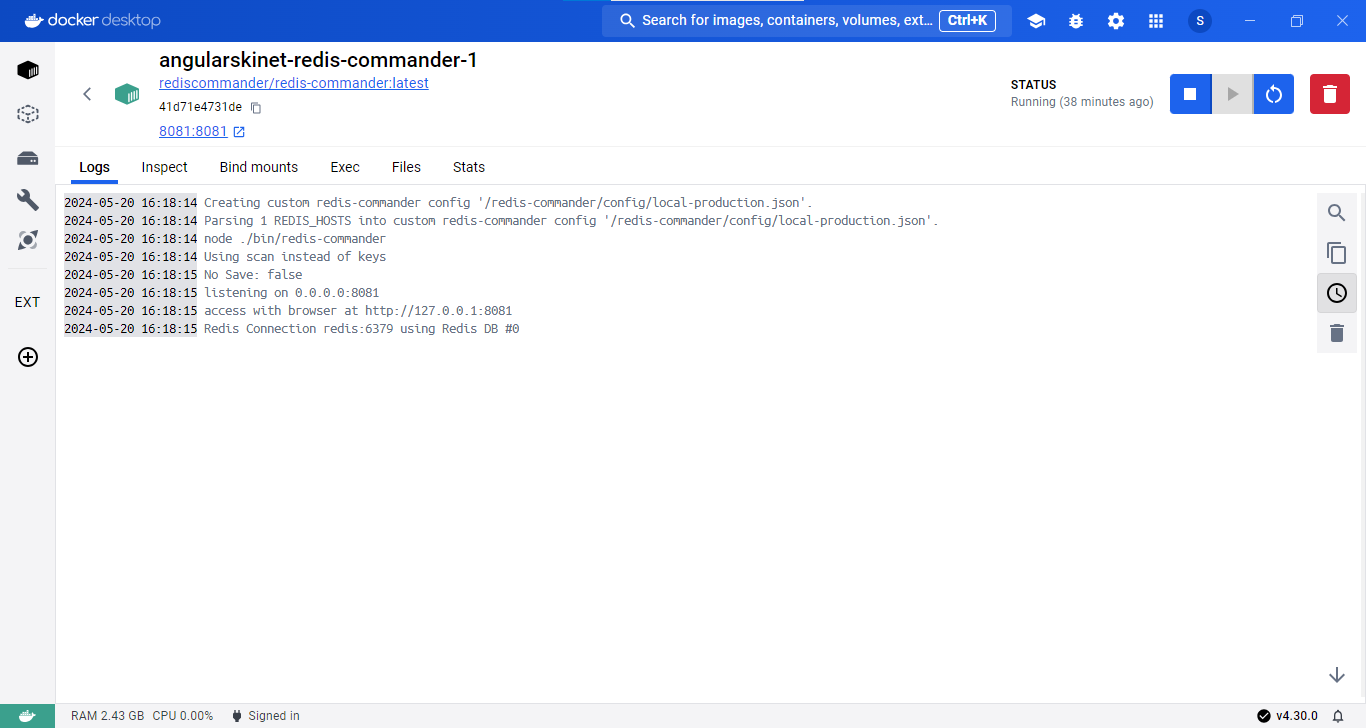 docker desktop
Search for images, containers, volumes, ext... Ctrl+K
S
angularskinet-redis-commander-1
rediscommander/redis-commander:latest
41d71e4731de
8081:8081
STATUS
Running (38 minutes ago)
Logs Inspect Bind mounts Exec Files Stats
2024-05-20 16:18:14 Creating custom redis-commander config '/redis-commander/config/local-production.json'.
2024-05-20 16:18:14 Parsing 1 REDIS_HOSTS into custom redis-commander config '/redis-commander/config/local-production.json'.
2024-05-20 16:18:14 node ./bin/redis-commander
2024-05-20 16:18:14 Using scan instead of keys
2024-05-20 16:18:15 No Save: false
2024-05-20 16:18:15 listening on 0.0.0.0:8081
2024-05-20 16:18:15 access with browser at http://127.0.0.1:8081
2024-05-20 16:18:15 Redis Connection redis:6379 using Redis DB #0
EXT
RAM 2.43 GB CPU 0.00% Signed in
v4.30.0